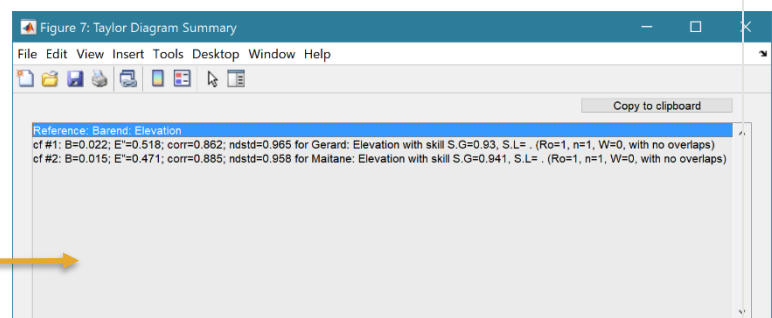 Figure 7: Taylor Diagram Summary
File Edit View Insert Tools Desktop Window Help
Copy to clipboard
Reference: Barend: Elevation
cf #1: B=0.022; E"=0.518; corr=0.862; ndstd=0.965 for Gerard: Elevation with skill S.G=0.93, S.L= . (Ro=1, n=1, W=0, with no overlaps)
cf #2: B=0.015; E"=0.471; corr=0.885; ndstd=0.958 for Maitane: Elevation with skill S.G=0.941, S.L= . (Ro=1, n=1, W=0, with no overlaps)